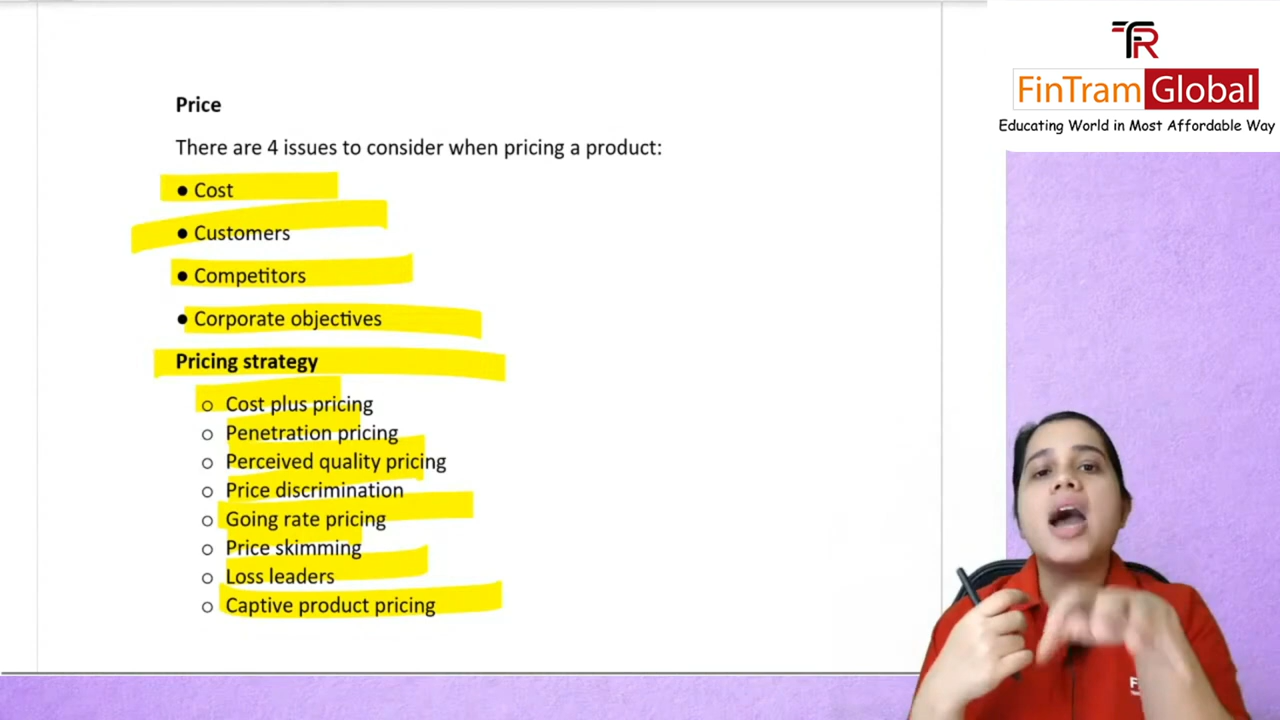 Price
There are 4 issues to consider when pricing a product:
● Cost
● Customers
● Competitors
● Corporate objectives
Pricing strategy
○ Cost plus pricing
○ Penetration pricing
○ Perceived quality pricing
○ Price discrimination
○ Going rate pricing
○ Price skimming
○ Loss leaders
○ Captive product pricing
FinTram Global
Educating World in Most Affordable Way